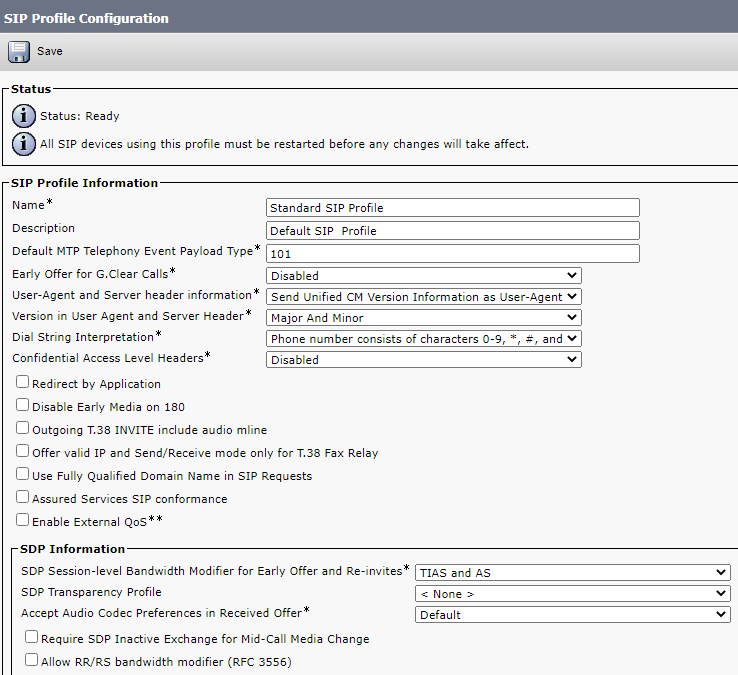 SIP Profile Configuration
Save
Status
Status: Ready
All SIP devices using this profile must be restarted before any changes will take affect.
SIP Profile Information
Name* Standard SIP Profile
Description Default SIP  Profile
Default MTP Telephony Event Payload Type* 101
Early Offer for G.Clear Calls* Disabled
User-Agent and Server header information* Send Unified CM Version Information as User-Agent
Version in User Agent and Server Header* Major And Minor
Dial String Interpretation* Phone number consists of characters 0-9, *, #, and
Confidential Access Level Headers* Disabled
Redirect by Application
Disable Early Media on 180
Outgoing T.38 INVITE include audio mline
Offer valid IP and Send/Receive mode only for T.38 Fax Relay
Use Fully Qualified Domain Name in SIP Requests
Assured Services SIP conformance
Enable External QoS**
SDP Information
SDP Session-level Bandwidth Modifier for Early Offer and Re-invites* TIAS and AS
SDP Transparency Profile < None >
Accept Audio Codec Preferences in Received Offer* Default
Require SDP Inactive Exchange for Mid-Call Media Change
Allow RR/RS bandwidth modifier (RFC 3556)